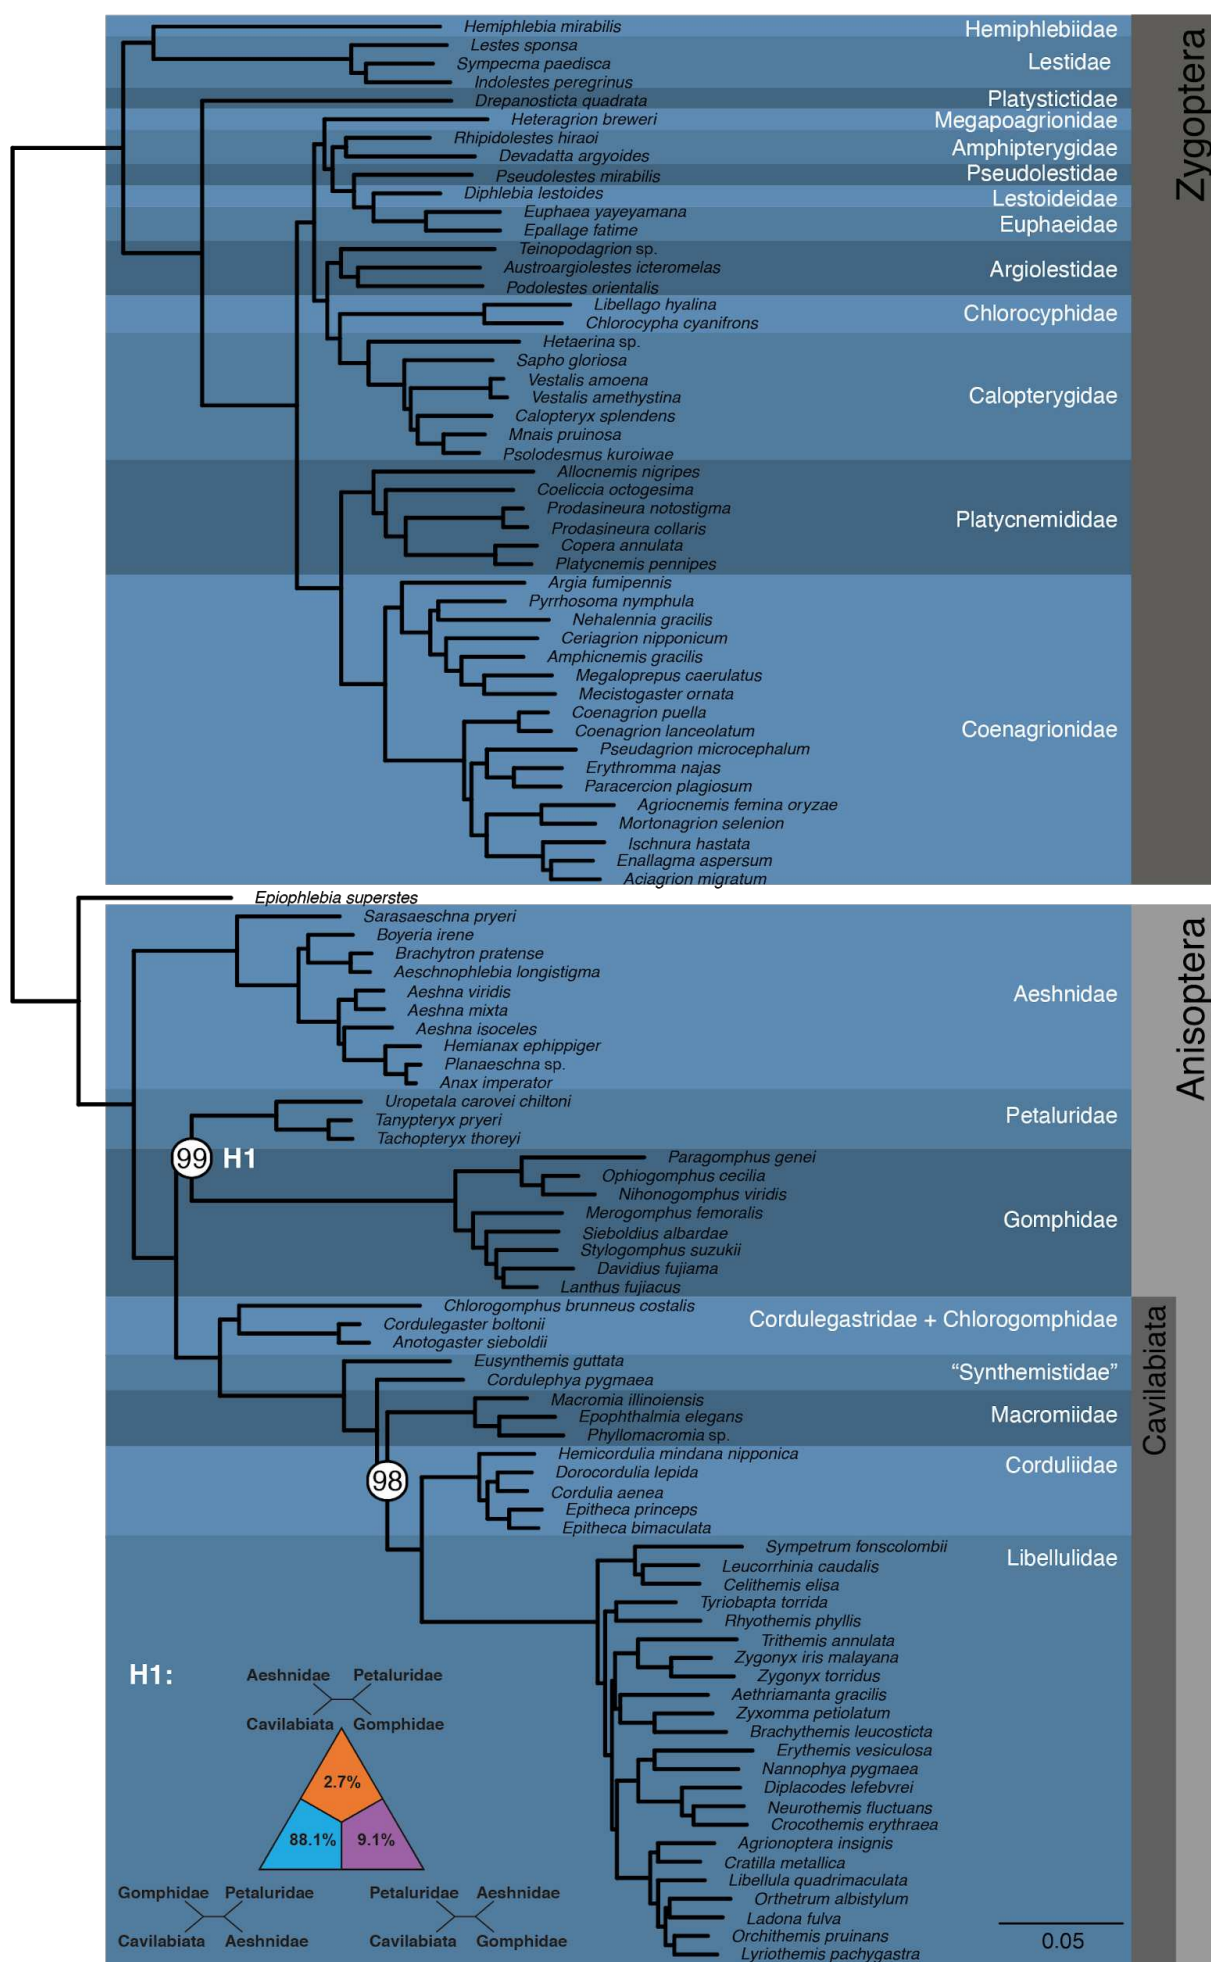 Hemiphlebia mirabilis
Hemiphlebiidae
Lestes sponsa
Sympecma paedisca
Lestidae
Indolestes peregrinus
Drepanosticta quadrata
Platystictidae
Heteragrion breweri
Megapoagrionidae
Rhipidolestes hiraoi
Devadatta argyoides
Amphipterygidae
Pseudolestes mirabilis
Pseudolestidae
Diphlebia lestoides
Lestoideidae
Euphaea yayeyamana
Epallage fatime
Euphaeidae
Teinopodagrion sp.
Austroargiolestes icteromelas
Podolestes orientalis
Argiolestidae
Libellago hyalina
Chlorocypha cyanifrons
Chlorocyphidae
Hetaerina sp.
Sapho gloriosa
Vestalis amoena
Vestalis amethystina
Calopteryx splendens
Mnais pruinosa
Psolodesmus kuroiwae
Calopterygidae
Allocnemis nigripes
Coeliccia octogesima
Prodasineura notostigma
Prodasineura collaris
Copera annulata
Platycnemis pennipes
Platycnemididae
Argia fumipennis
Pyrrhosoma nymphula
Nehalennia gracilis
Ceriagrion nipponicum
Amphicnemis gracilis
Megaloprepus caerulatus
Mecistogaster ornata
Coenagrion puella
Coenagrion lanceolatum
Pseudagrion microcephalum
Erythromma najas
Paracercion plagiosum
Agriocnemis femina oryzae
Mortonagrion selenion
Ischnura hastata
Enallagma aspersum
Aciagrion migratum
Coenagrionidae
Zygoptera
Epiophlebia superstes
Sarasaeschna pryeri
Boyeria irene
Brachytron pratense
Aeschnophlebia longistigma
Aeshna viridis
Aeshna mixta
Aeshna isoceles
Hemianax ephippiger
Planaeschna sp.
Anax imperator
Aeshnidae
Anisoptera
Uropetala carovei chiltoni
Tanypteryx pryeri
Tachopteryx thoreyi
Petaluridae
99 H1
Paragomphus genei
Ophiogomphus cecilia
Nihonogomphus viridis
Merogomphus femoralis
Sieboldius albardae
Stylogomphus suzukii
Davidius fujiama
Lanthus fujiacus
Gomphidae
Chlorogomphus brunneus costalis
Cordulegaster boltonii
Anotogaster sieboldii
Cordulegastridae + Chlorogomphidae
Eusynthemis guttata
Cordulephya pygmaea
“Synthemistidae”
Macromia illinoiensis
Epophthalmia elegans
Phyllomacromia sp.
Macromiidae
Cavilabiata
98
Hemicordulia mindana nipponica
Dorocordulia lepida
Cordulia aenea
Epitheca princeps
Epitheca bimaculata
Corduliidae
Sympetrum fonscolombii
Leucorrhinia caudalis
Celithemis elisa
Tyriobapta torrida
Rhyothemis phyllis
Trithemis annulata
Zygonyx iris malayana
Zygonyx torridus
Aethriamanta gracilis
Zyxomma petiolatum
Brachythemis leucosticta
Erythemis vesiculosa
Nannophya pygmaea
Diplacodes lefebvrei
Neurothemis fluctuans
Crocothemis erythraea
Agrionoptera insignis
Cratilla metallica
Libellula quadrimaculata
Orthetrum albistylum
Ladona fulva
Orchithemis pruinans
Lyriothemis pachygastra
Libellulidae
H1:
Aeshnidae Petaluridae
Cavilabiata Gomphidae
2.7%
88.1% 9.1%
Gomphidae Petaluridae
Cavilabiata Aeshnidae
Petaluridae Aeshnidae
Cavilabiata Gomphidae
0.05